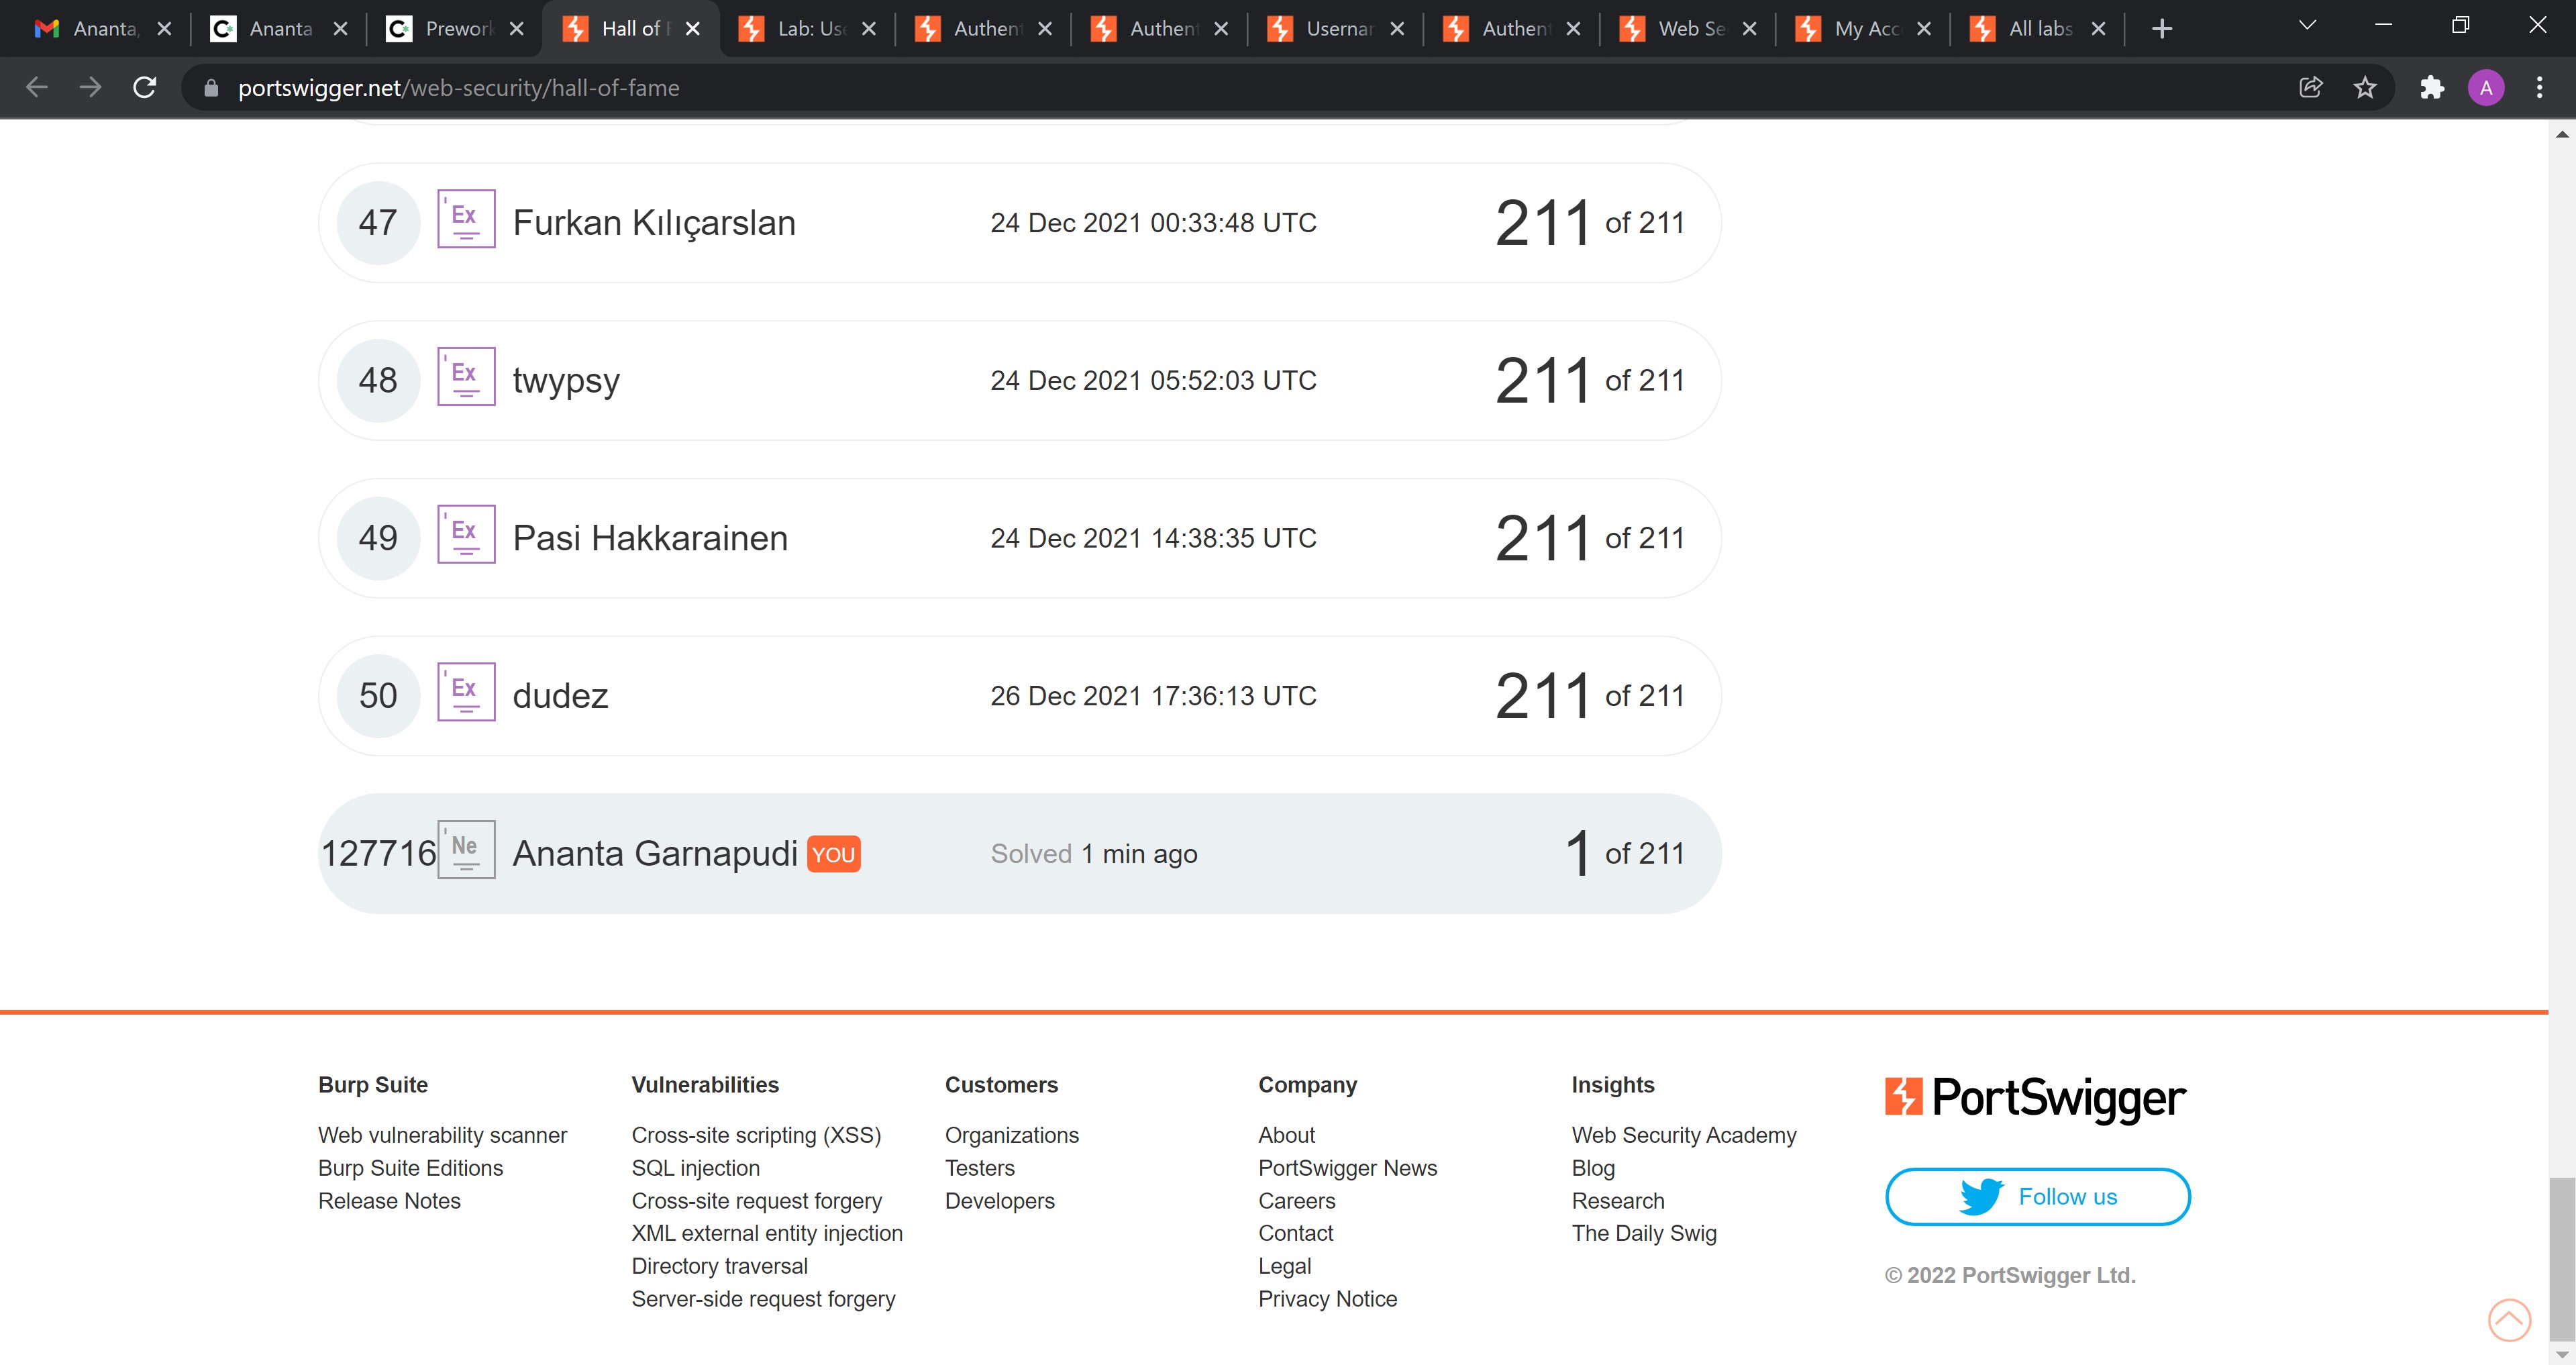 Ananta,
Ananta
Prework
Hall of F
Lab: Use
Authent
Authent
Usernam
Authent
Web Se
My Acc
All labs
portswigger.net/web-security/hall-of-fame
A
47 Ex Furkan Kılıçarslan 24 Dec 2021 00:33:48 UTC 211 of 211
48 Ex twypsy 24 Dec 2021 05:52:03 UTC 211 of 211
49 Ex Pasi Hakkarainen 24 Dec 2021 14:38:35 UTC 211 of 211
50 Ex dudez 26 Dec 2021 17:36:13 UTC 211 of 211
127716 Ne Ananta Garnapudi YOU Solved 1 min ago 1 of 211
Burp Suite
Web vulnerability scanner
Burp Suite Editions
Release Notes
Vulnerabilities
Cross-site scripting (XSS)
SQL injection
Cross-site request forgery
XML external entity injection
Directory traversal
Server-side request forgery
Customers
Organizations
Testers
Developers
Company
About
PortSwigger News
Careers
Contact
Legal
Privacy Notice
Insights
Web Security Academy
Blog
Research
The Daily Swig
PortSwigger
Follow us
© 2022 PortSwigger Ltd.